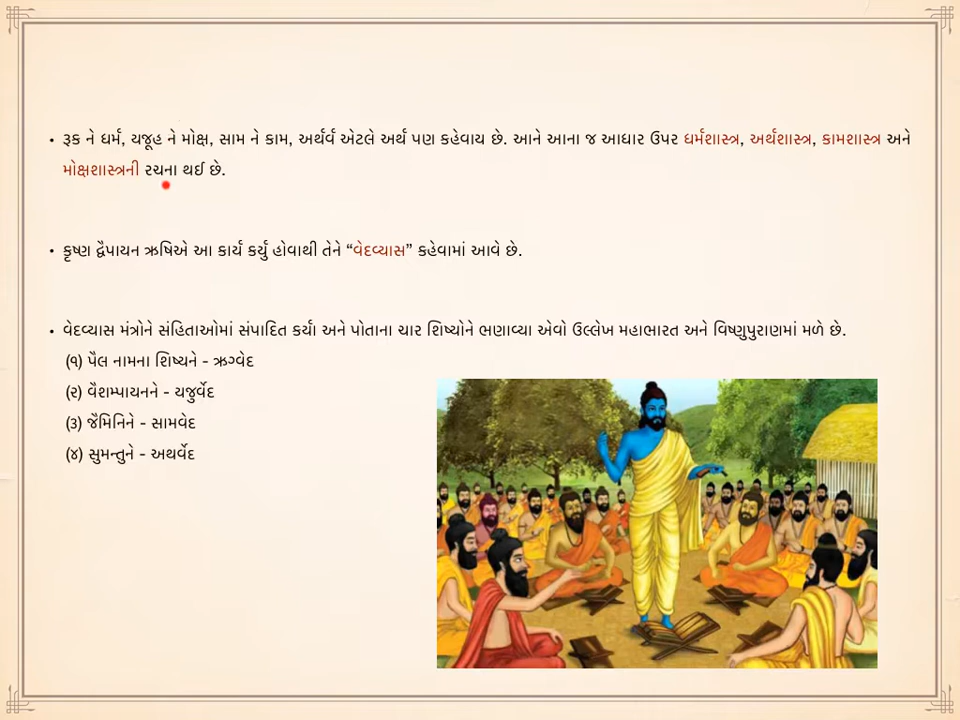 • રૂક ને ધર્મ, યજૂહ ને મોક્ષ, સામ ને કામ, અર્થર્વ એટલે અર્થ પણ કહેવાય છે. આને આના જ આધાર ઉપર ધર્મશાસ્ત્ર, અર્થશાસ્ત્ર, કામશાસ્ત્ર અને
મોક્ષશાસ્ત્રની રચના થઈ છે.
• કૃષ્ણ દ્વૈપાયન ઋષિએ આ કાર્ય કર્યું હોવાથી તેને “વેદવ્યાસ” કહેવામાં આવે છે.
• વેદવ્યાસ મંત્રોને સંહિતાઓમાં સંપાદિત કર્યા અને પોતાના ચાર શિષ્યોને ભણાવ્યા એવો ઉલ્લેખ મહાભારત અને વિષ્ણુપુરાણમાં મળે છે.
(૧) પૈલ નામના શિષ્યને - ઋગ્વેદ
(૨) વૈશમ્પાયનને - યજુર્વેદ
(૩) જૈમિનિને - સામવેદ
(૪) સુમન્તુને - અથર્વેદ